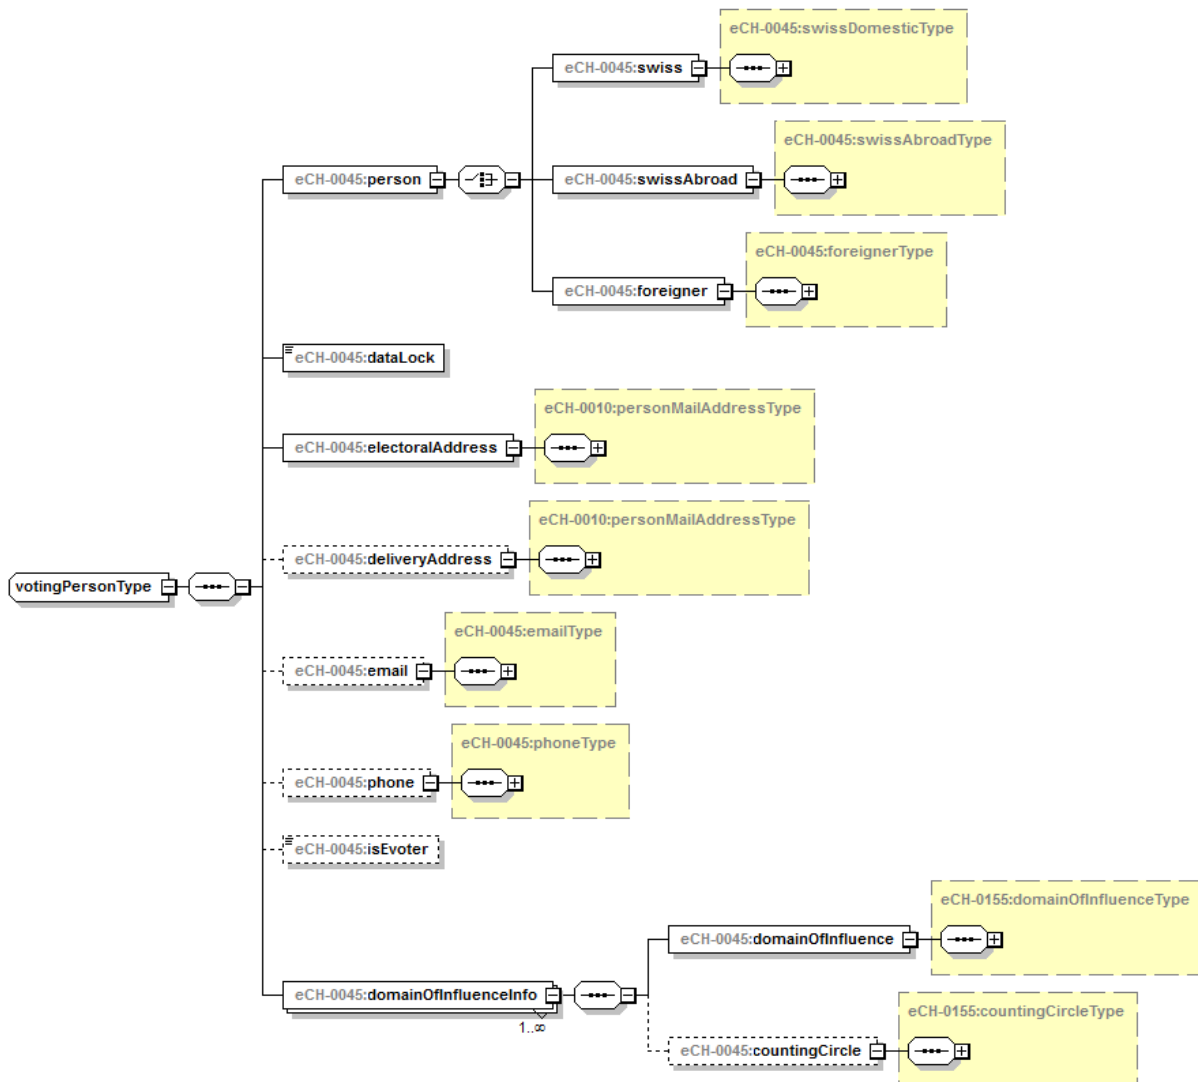 eCH-0045:swissDomesticType
eCH-0045:swiss
eCH-0045:swissAbroadType
eCH-0045:person
eCH-0045:swissAbroad
eCH-0045:foreignerType
eCH-0045:foreigner
eCH-0045:dataLock
eCH-0010:personMailAddressType
eCH-0045:electoralAddress
eCH-0010:personMailAddressType
eCH-0045:deliveryAddress
votingPersonType
eCH-0045:emailType
eCH-0045:email
eCH-0045:phoneType
eCH-0045:phone
eCH-0045:isEvoter
eCH-0155:domainOfInfluenceType
eCH-0045:domainOfInfluence
eCH-0045:domainOfInfluenceInfo
1..∞
eCH-0155:countingCircleType
eCH-0045:countingCircle